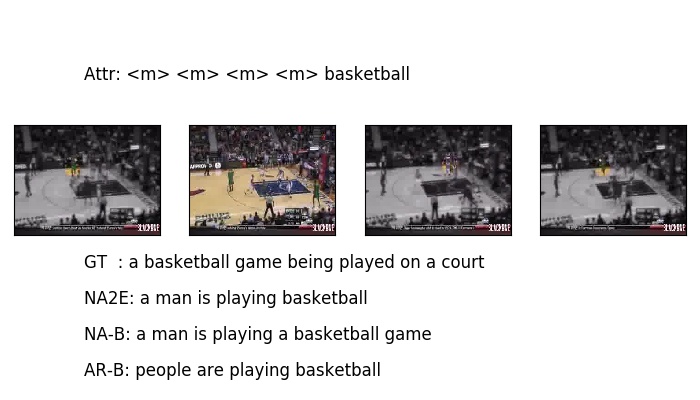 Attr: <m> <m> <m> <m> basketball
GT : a basketball game being played on a court
NA2E: a man is playing basketball
NA-B: a man is playing a basketball game
AR-B: people are playing basketball